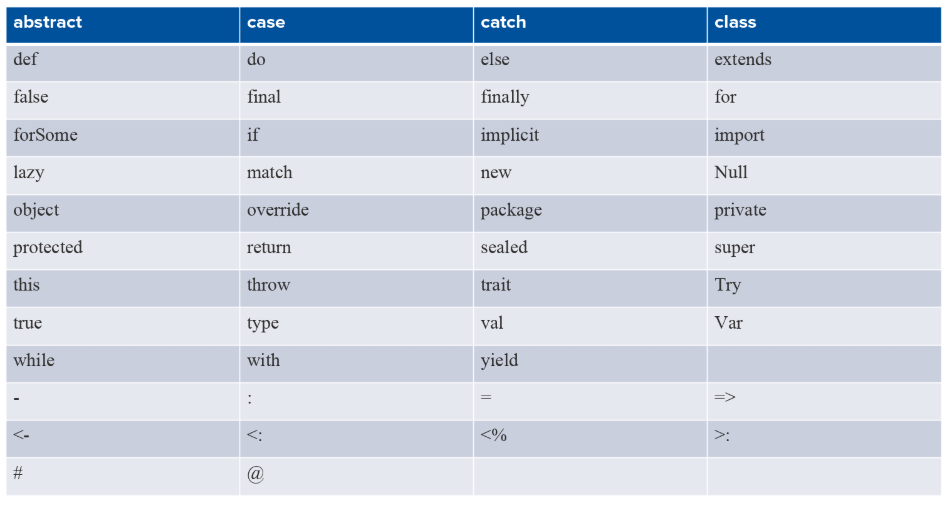 abstract case catch class
def do else extends
false final finally for
forSome if implicit import
lazy match new Null
object override package private
protected return sealed super
this throw trait Try
true type val Var
while with yield
- : = =>
<- <: <% >:
# @